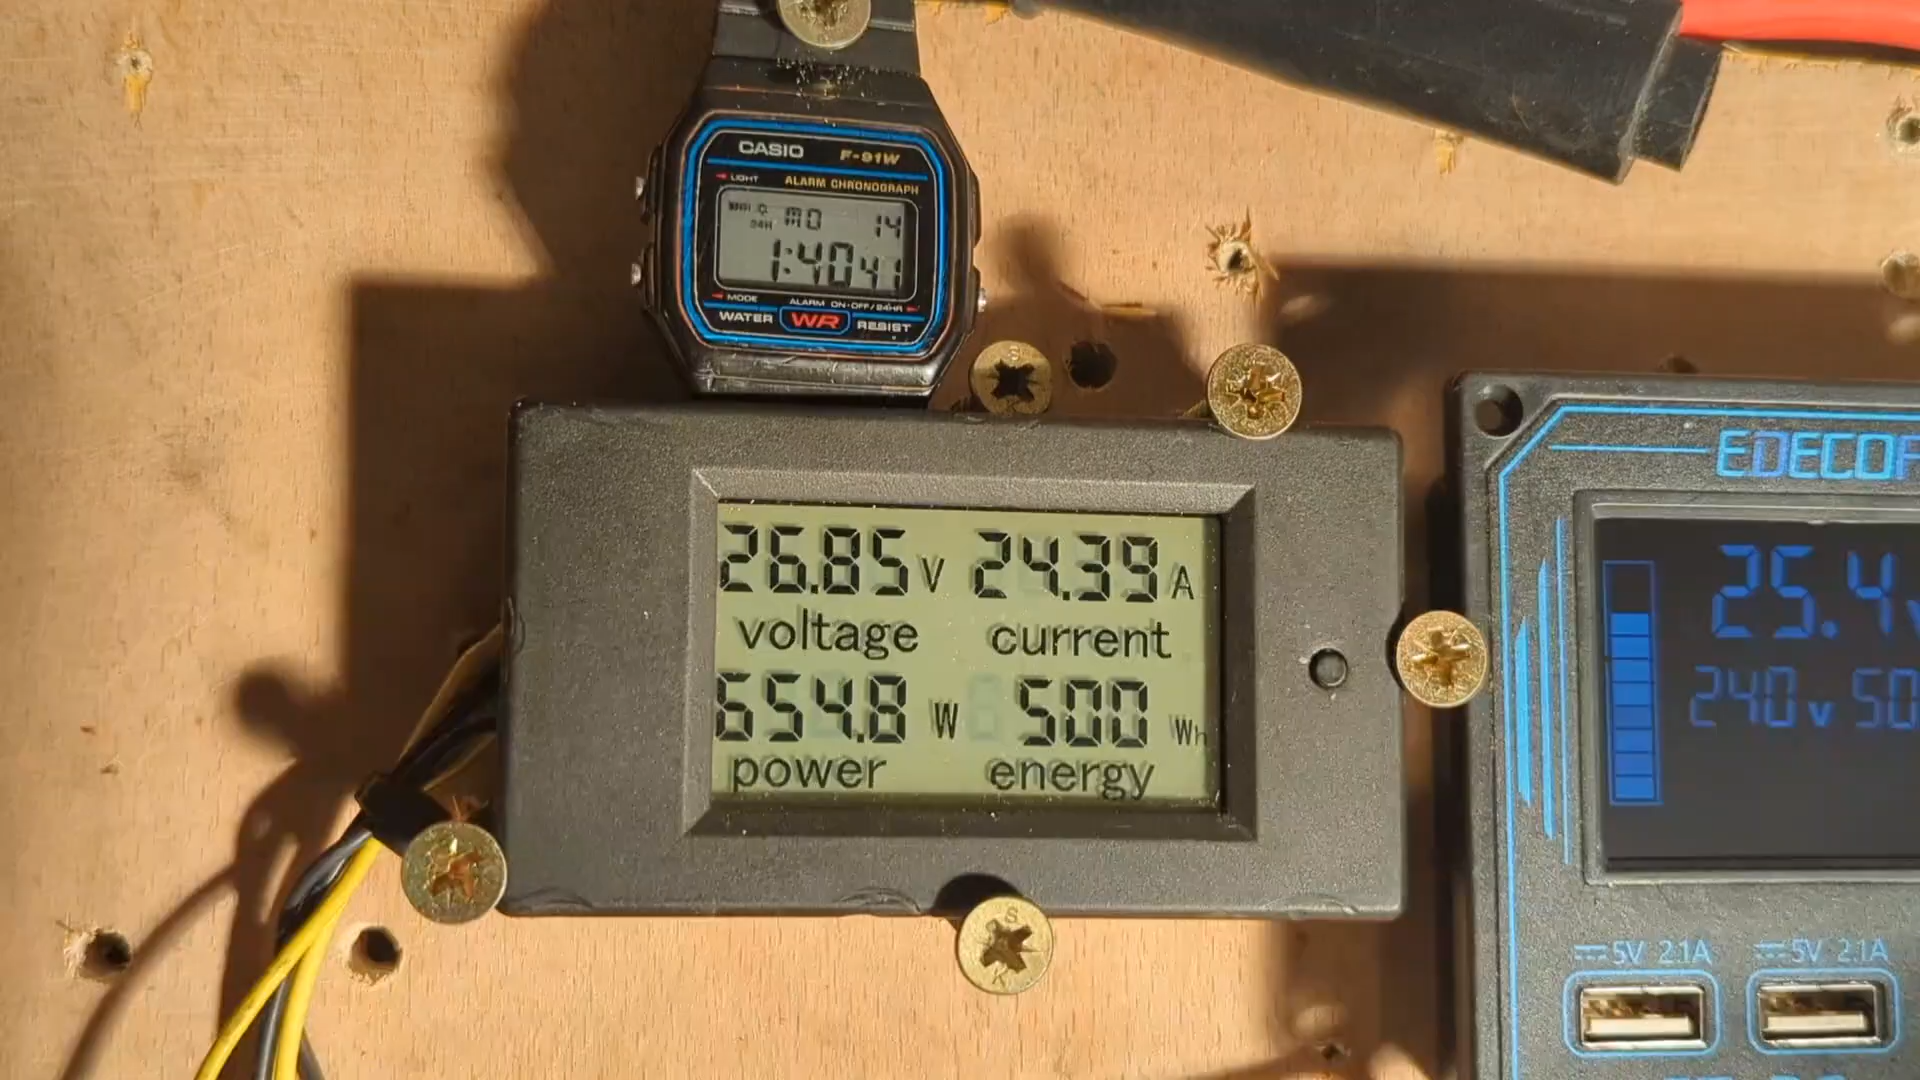 CASIO F-91W
LIGHT ALARM CHRONOGRAPH
24H MO 14
1:40 41
MODE ALARM ON·OFF/24HR
WATER WR RESIST
26.85 V 24.39 A
voltage current
654.8 W 500 Wh
power energy
S
S
K
25.4
240 v 50
5V 2.1A 5V 2.1A